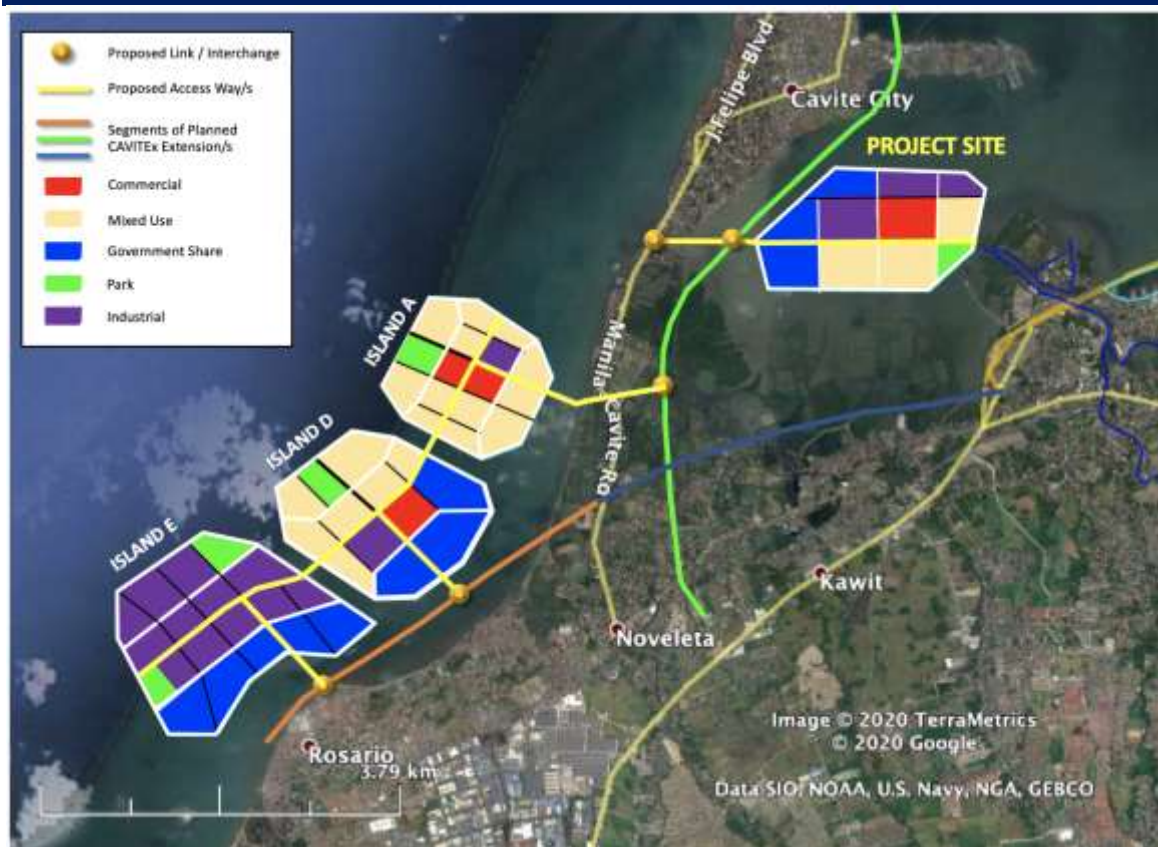 Proposed Link / Interchange
Proposed Access Way/s
Segments of Planned
CAVITEx Extension/s
Commercial
Mixed Use
Government Share
Park
Industrial
J.Felipe Blvd
Cavite City
PROJECT SITE
ISLAND A
Manila-Cavite Ro
ISLAND D
ISLAND E
Kawit
Noveleta
Rosario
3.79 km
Image © 2020 TerraMetrics
© 2020 Google
Data SIO, NOAA, U.S. Navy, NGA, GEBCO